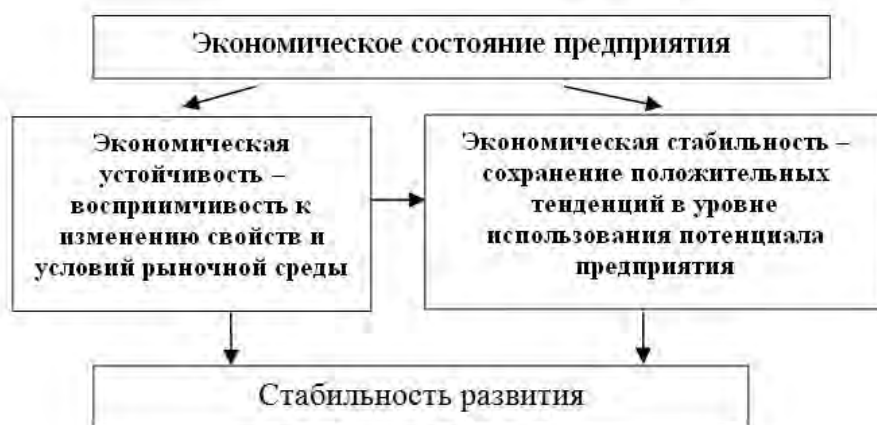 Экономическое состояние предприятия
Экономическая
устойчивость –
восприимчивость к
изменению свойств и
условий рыночной среды
Экономическая стабильность –
сохранение положительных
тенденций в уровне
использования потенциала
предприятия
Стабильность развития